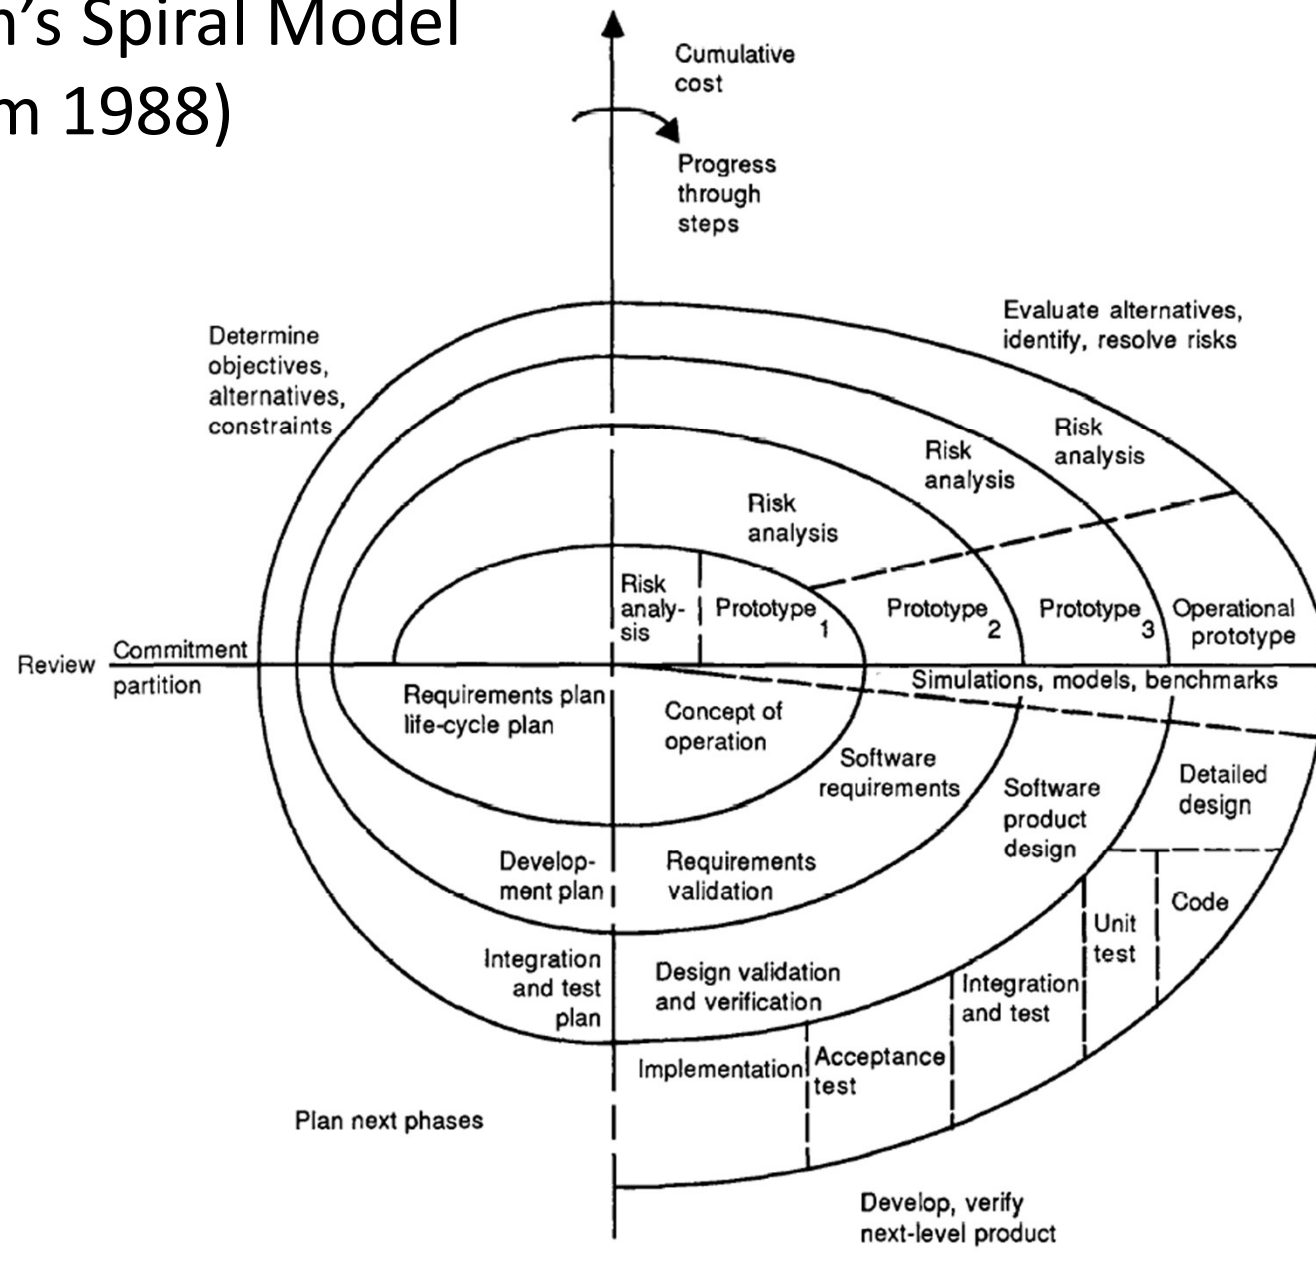 n's Spiral Model
m 1988)
Cumulative
cost
Progress
through
steps
Determine
objectives,
alternatives,
constraints
Evaluate alternatives,
identify, resolve risks
Risk
analysis
Risk
analysis
Risk
analysis
Risk
analy-
sis
Prototype 1
Prototype 2
Prototype 3
Operational
prototype
Review
Commitment
partition
Simulations, models, benchmarks
Requirements plan
life-cycle plan
Concept of
operation
Software
requirements
Software
product
design
Detailed
design
Develop-
ment plan
Requirements
validation
Code
Unit
test
Integration
and test
plan
Design validation
and verification
Integration
and test
Acceptance
test
Implementation
Plan next phases
Develop, verify
next-level product